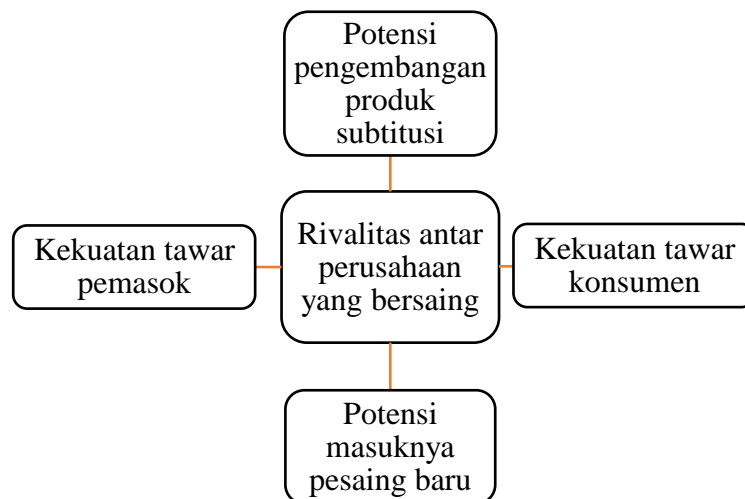 Potensi
pengembangan
produk
subtitusi
Kekuatan tawar
pemasok
Rivalitas antar
perusahaan
yang bersaing
Kekuatan tawar
konsumen
Potensi
masuknya
pesaing baru